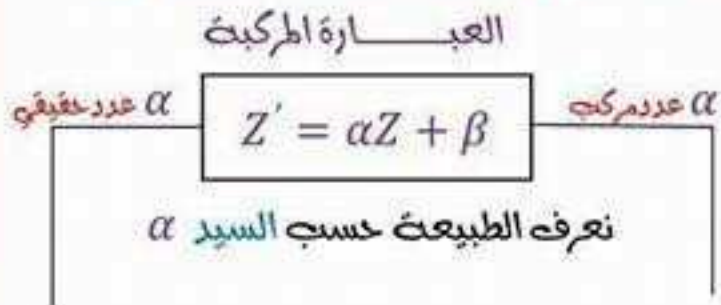 العبـــــارة المركبة
α عدد مركب
Z' = αZ + β
α عدد حقيقي
نعرف الطبيعة حسب السيد α